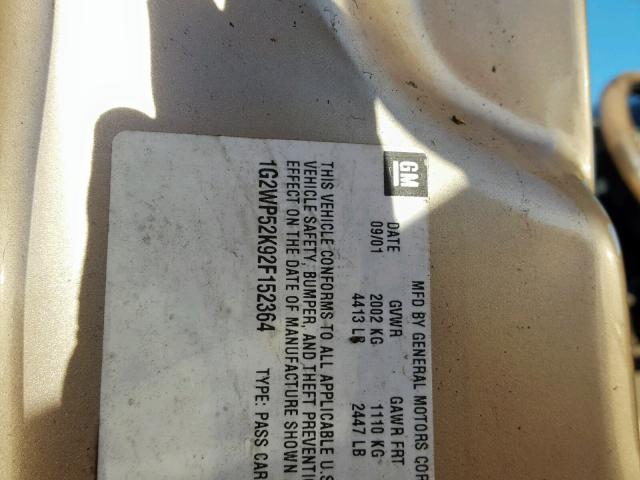 GM
MFD BY GENERAL MOTORS COR
DATE GVWR GAWR FRT
09/01 2002 KG 1110 KG
4413 LB 2447 LB
THIS VEHICLE CONFORMS TO ALL APPLICABLE U.S
VEHICLE SAFETY, BUMPER, AND THEFT PREVENTI
EFFECT ON THE DATE OF MANUFACTURE SHOWN
1G2WP52K92F152364 TYPE: PASS CAR